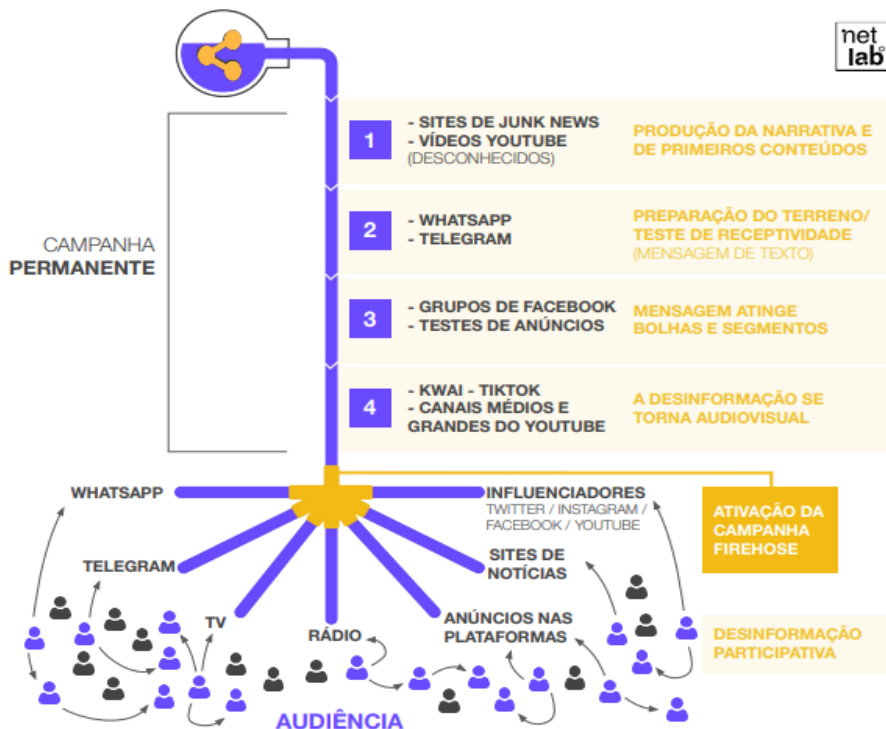 net
lab
1
- SITES DE JUNK NEWS
- VÍDEOS YOUTUBE
(DESCONHECIDOS)
PRODUÇÃO DA NARRATIVA E
DE PRIMEIROS CONTEÚDOS
CAMPANHA
PERMANENTE
2
- WHATSAPP
- TELEGRAM
PREPARAÇÃO DO TERRENO/
TESTE DE RECEPTIVIDADE
(MENSAGEM DE TEXTO)
3
- GRUPOS DE FACEBOOK
- TESTES DE ANÚNCIOS
MENSAGEM ATINGE
BOLHAS E SEGMENTOS
4
- KWAI - TIKTOK
- CANAIS MÉDIOS E
GRANDES DO YOUTUBE
A DESINFORMAÇÃO SE
TORNA AUDIOVISUAL
WHATSAPP
INFLUENCIADORES
TWITTER / INSTAGRAM /
FACEBOOK / YOUTUBE
ATIVAÇÃO DA
CAMPANHA
FIREHOSE
TELEGRAM
SITES DE
NOTÍCIAS
TV
RÁDIO
ANÚNCIOS NAS
PLATAFORMAS
DESINFORMAÇÃO
PARTICIPATIVA
AUDIÊNCIA